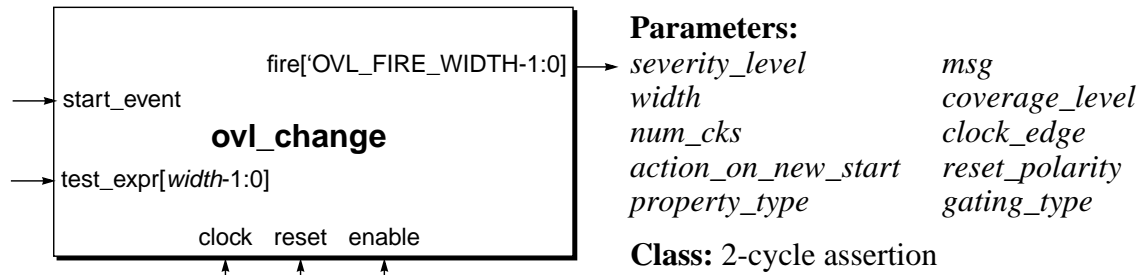 fire[‘OVL_FIRE_WIDTH-1:0]
start_event
ovl_change
test_expr[width-1:0]
clock reset enable
Parameters:
severity_level msg
width coverage_level
num_cks clock_edge
action_on_new_start reset_polarity
property_type gating_type
Class: 2-cycle assertion